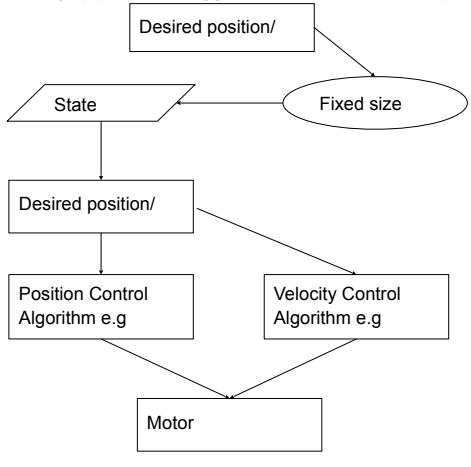 Desired position/
Fixed size
State
Desired position/
Position Control
Algorithm e.g
Velocity Control
Algorithm e.g
Motor